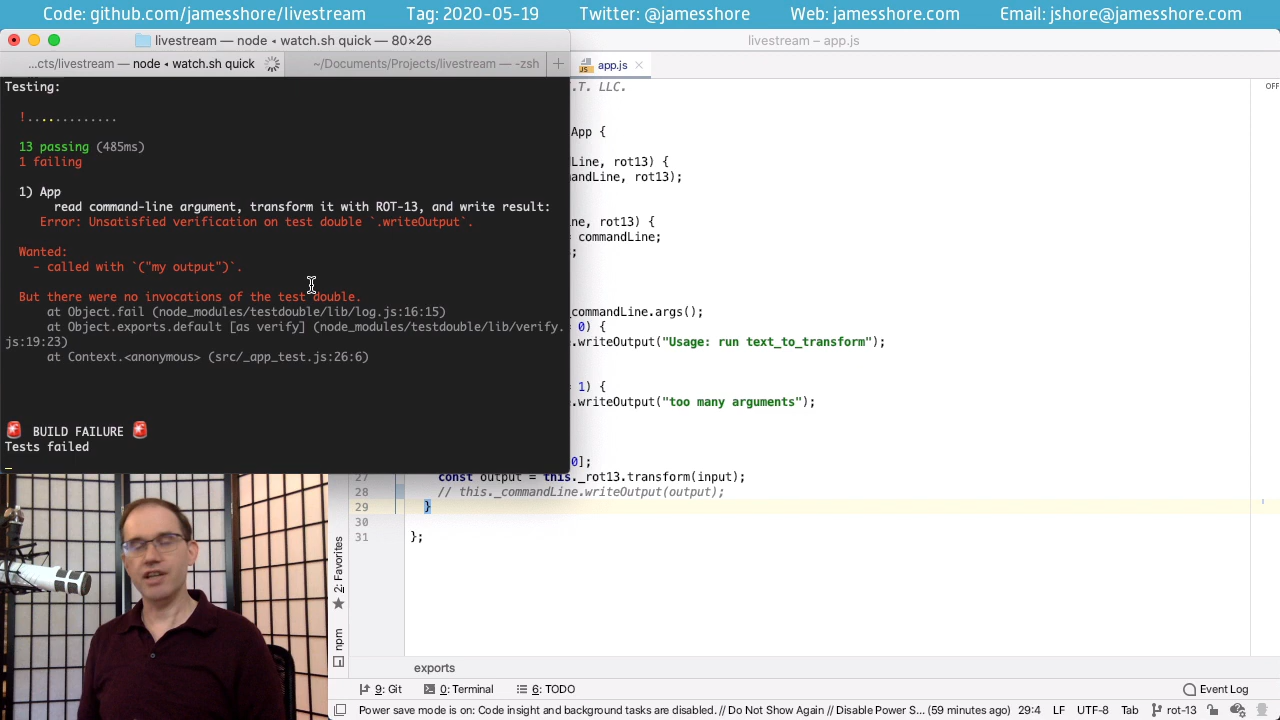 Code: github.com/jamesshore/livestream Tag: 2020-05-19 Twitter: @jamesshore Web: jamesshore.com Email: jshore@jamesshore.com
livestream — node ◂ watch.sh quick — 80×26
livestream – app.js
...cts/livestream — node ◂ watch.sh quick
~/Documents/Projects/livestream — -zsh
+
app.js
Testing:
!.............
13 passing (485ms)
1 failing
1) App
read command-line argument, transform it with ROT-13, and write result:
Error: Unsatisfied verification on test double `.writeOutput`.
Wanted:
- called with `("my output")`.
But there were no invocations of the test double.
at Object.fail (node_modules/testdouble/lib/log.js:16:15)
at Object.exports.default [as verify] (node_modules/testdouble/lib/verify.
js:19:23)
at Context.<anonymous> (src/_app_test.js:26:6)
🚨 BUILD FAILURE 🚨
Tests failed
.T. LLC.
OFF
App {
Line, rot13) {
mandLine, rot13);
ne, rot13) {
= commandLine;
;
commandLine.args();
= 0) {
.writeOutput("Usage: run text_to_transform");
= 1) {
.writeOutput("too many arguments");
0];
27 const output = this._rot13.transform(input);
28 // this._commandLine.writeOutput(output);
29 }
30
31 };
2: Favorites
npm
exports
9: Git 0: Terminal 6: TODO Event Log
Power save mode is on: Code insight and background tasks are disabled. // Do Not Show Again // Disable Power S... (59 minutes ago) 29:4 LF UTF-8 Tab rot-13